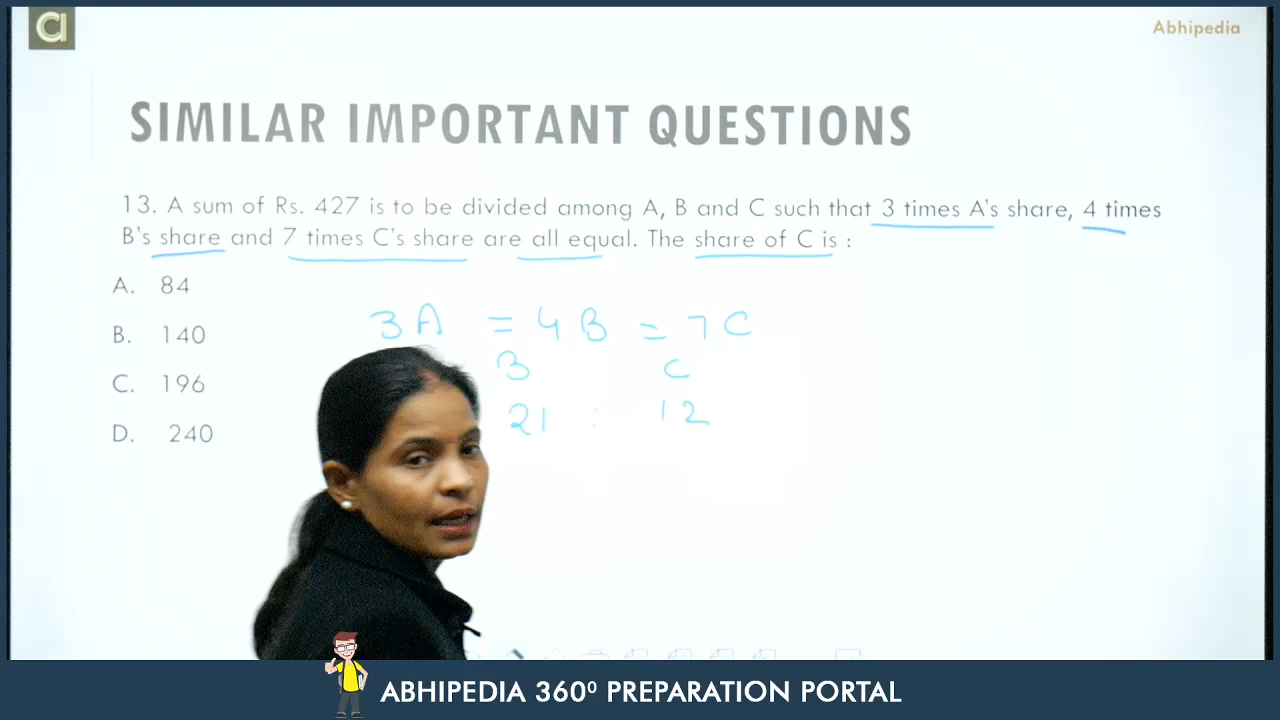 Abhipedia
SIMILAR IMPORTANT QUESTIONS
13. A sum of Rs. 427 is to be divided among A, B and C such that 3 times A's share, 4 times
B's share and 7 times C's share are all equal. The share of C is :
A. 84
B. 140
C. 196
D. 240
3A = 4B = 7C
B C
21 : 12
ABHIPEDIA 360⁰ PREPARATION PORTAL